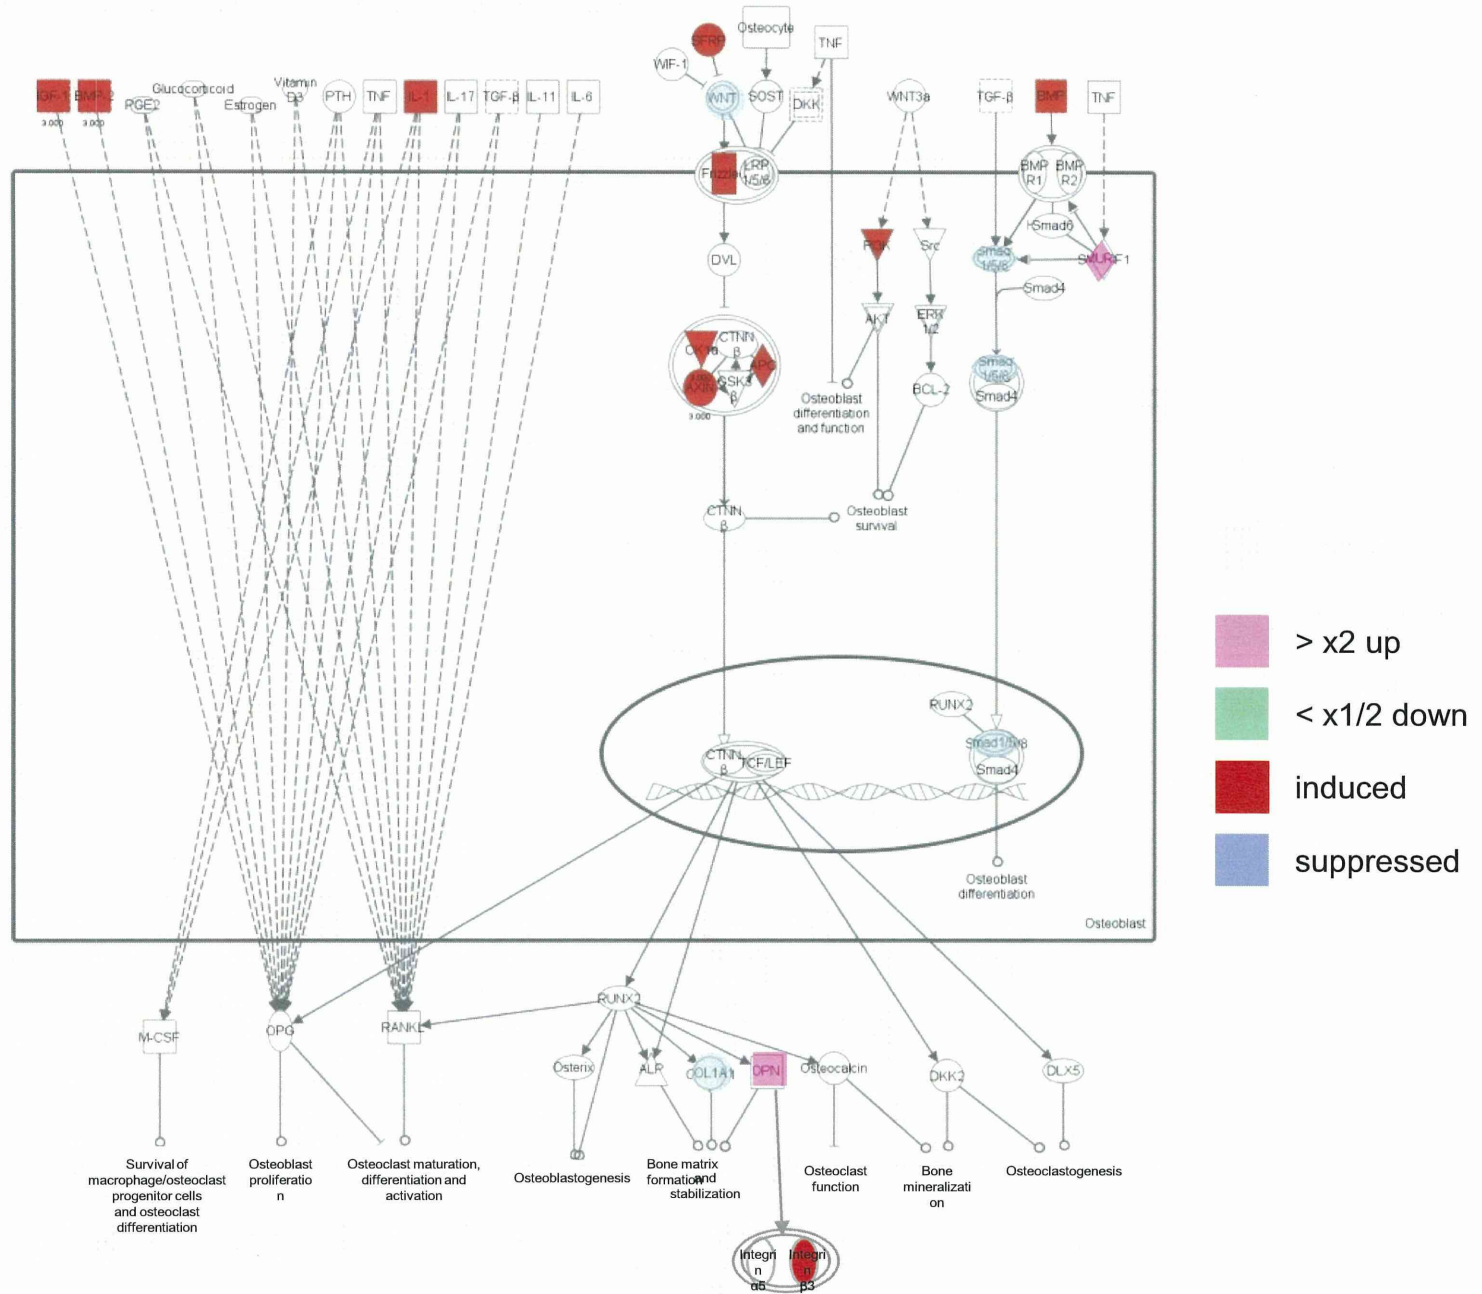 IGF-1
3.000
BMP-2
3.000
PGE2
Glucocorticoid
Estrogen
Vitamin
D3
PTH
TNF
IL-1
IL-17
TGF-β
IL-11
IL-6
WIF-1
SFRP
Osteocyte
TNF
WNT
SOST
DKK
WNT3a
TGF-β
BMP
TNF
Frizzled
LRP
1/5/6
BMP
R1
BMP
R2
Smad6
DVL
PI3K
Src
Smad
1/5/8
SMURF1
Smad4
AKT
ERK
1/2
CK1α
CTNN
β
APC
AXIN
GSK3
β
3.000
BCL-2
Smad
1/5/8
Smad4
Osteoblast
differentiation
and function
CTNN
β
Osteoblast
survival
RUNX2
CTNN
β
TCF/LEF
Smad1/5/8
Smad4
Osteoblast
differentiation
Osteoblast
> x2 up
< x1/2 down
induced
suppressed
M-CSF
OPG
RANKL
RUNX2
Osterix
ALP
COL1A1
OPN
Osteocalcin
DKK2
DLX5
Survival of
macrophage/osteoclast
progenitor cells
and osteoclast
differentiation
Osteoblast
proliferatio
n
Osteoclast maturation,
differentiation and
activation
Osteoblastogenesis
Bone matrix
formation and
stabilization
Osteoclast
function
Bone
mineralizati
on
Osteoclastogenesis
Integri
n
α5
Integri
n
β3